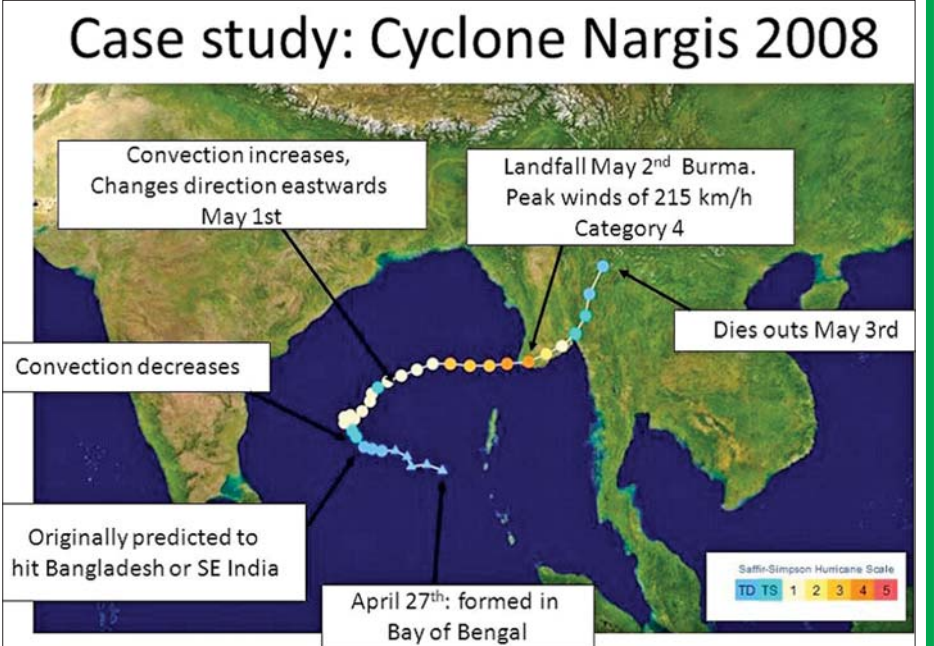 Case study: Cyclone Nargis 2008
Convection increases,
Changes direction eastwards
May 1st
Landfall May 2nd Burma.
Peak winds of 215 km/h
Category 4
Dies outs May 3rd
Convection decreases
Originally predicted to
hit Bangladesh or SE India
April 27th: formed in
Bay of Bengal
Saffir-Simpson Hurricane Scale
TD TS 1 2 3 4 5